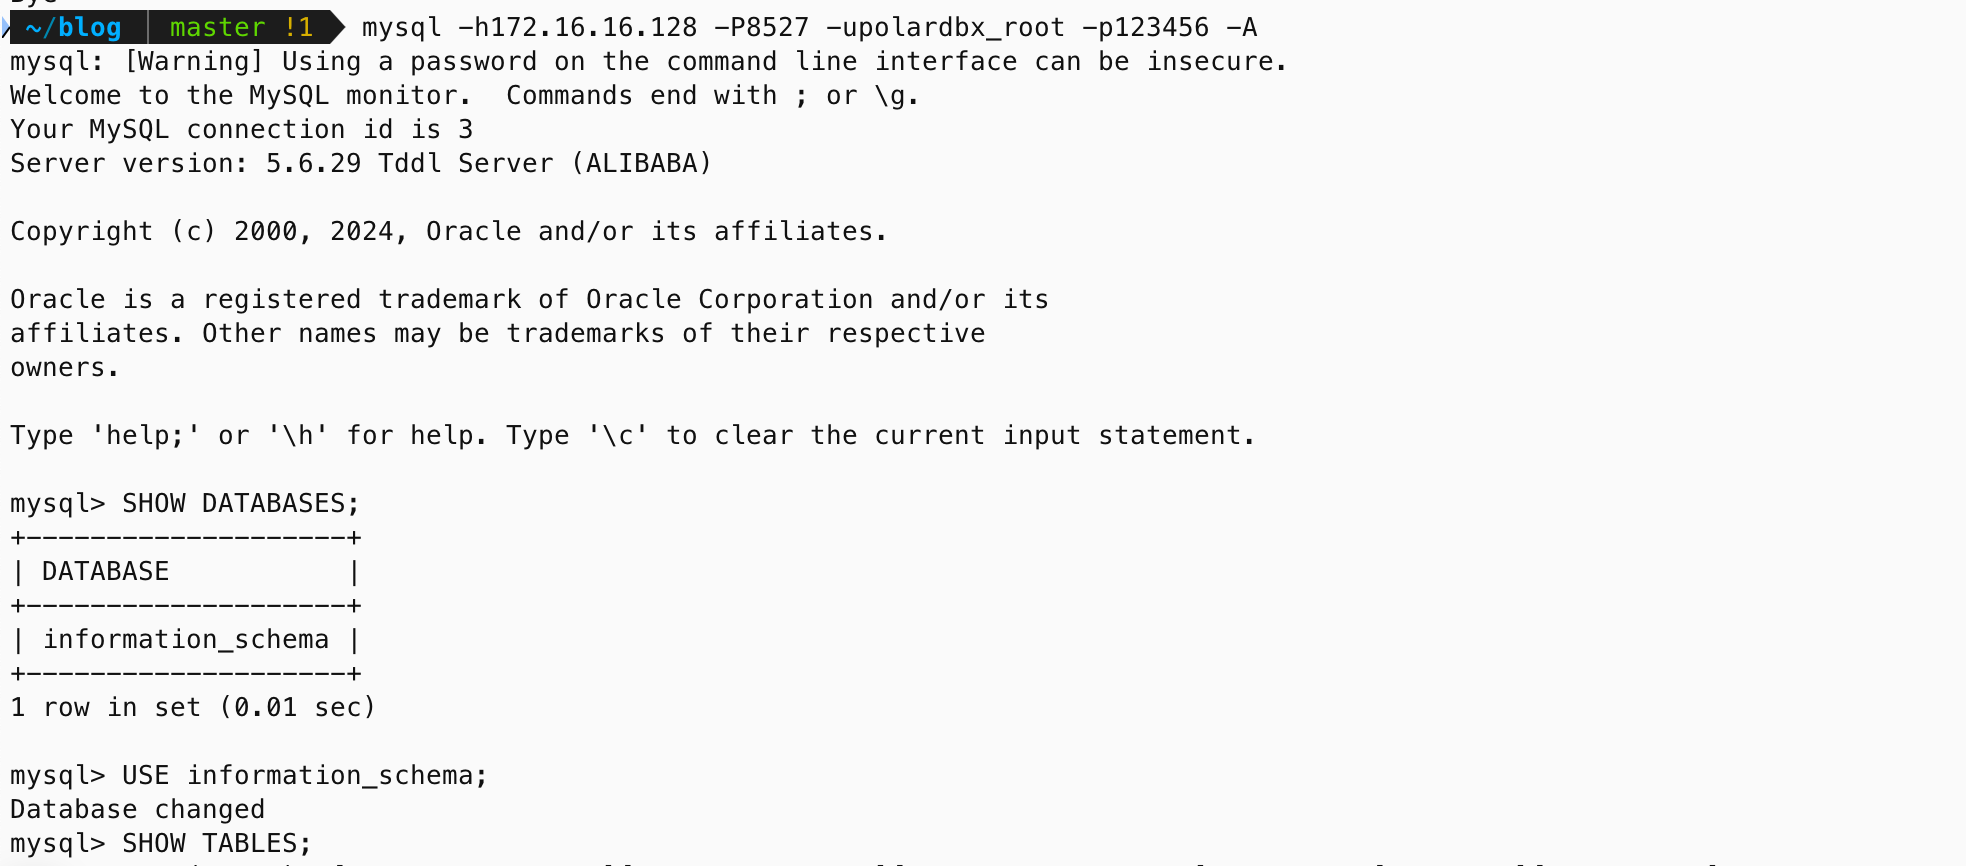 ~/blog master !1 mysql -h172.16.16.128 -P8527 -upolardbx_root -p123456 -A
mysql: [Warning] Using a password on the command line interface can be insecure.
Welcome to the MySQL monitor.  Commands end with ; or \g.
Your MySQL connection id is 3
Server version: 5.6.29 Tddl Server (ALIBABA)

Copyright (c) 2000, 2024, Oracle and/or its affiliates.

Oracle is a registered trademark of Oracle Corporation and/or its
affiliates. Other names may be trademarks of their respective
owners.

Type 'help;' or '\h' for help. Type '\c' to clear the current input statement.

mysql> SHOW DATABASES;
+--------------------+
| DATABASE           |
+--------------------+
| information_schema |
+--------------------+
1 row in set (0.01 sec)

mysql> USE information_schema;
Database changed
mysql> SHOW TABLES;